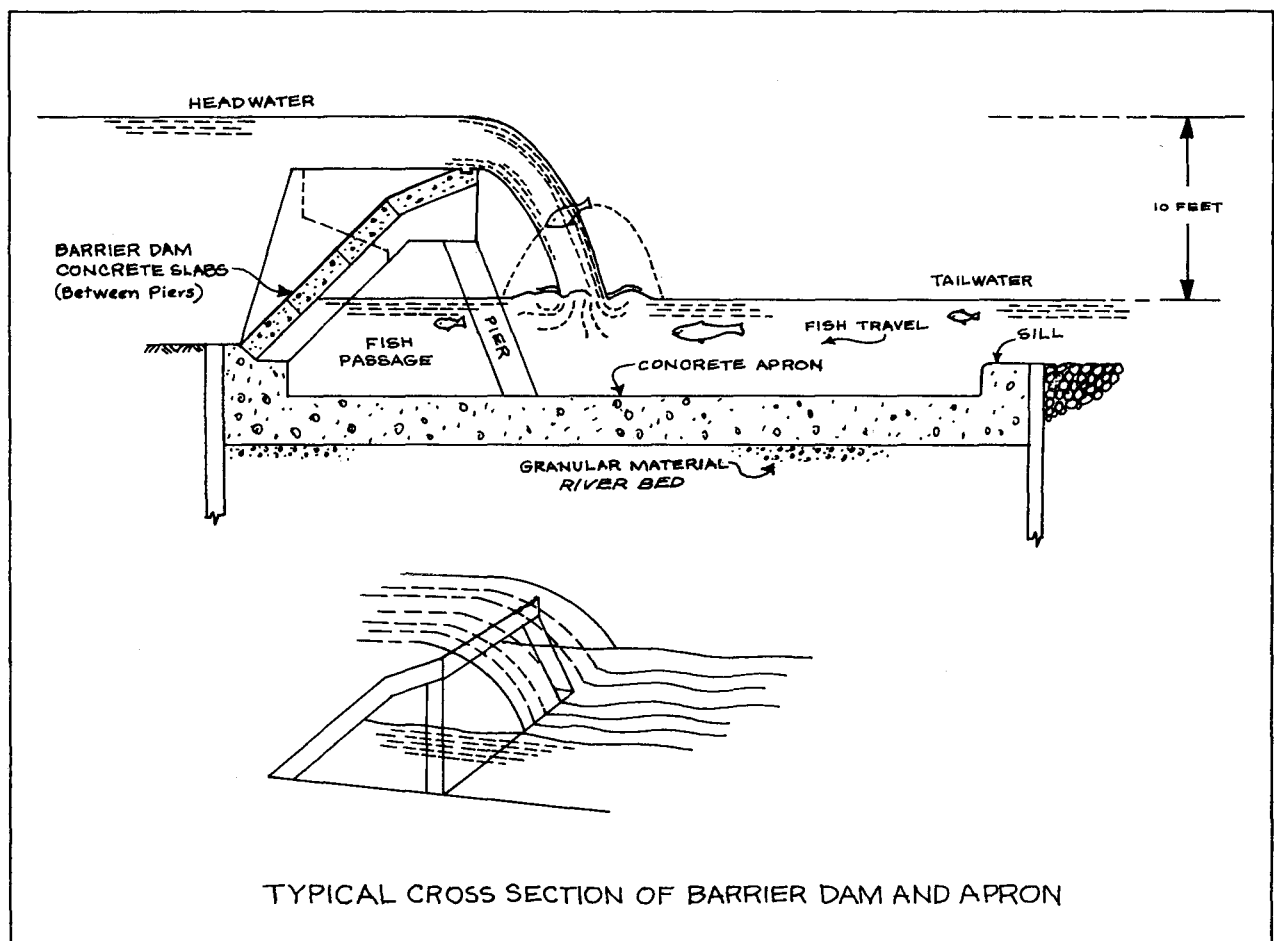 HEADWATER
10 FEET
BARRIER DAM
CONCRETE SLABS
(Between Piers)
TAILWATER
FISH TRAVEL
SILL
PIER
FISH
PASSAGE
CONCRETE APRON
GRANULAR MATERIAL
RIVER BED
TYPICAL CROSS SECTION OF BARRIER DAM AND APRON